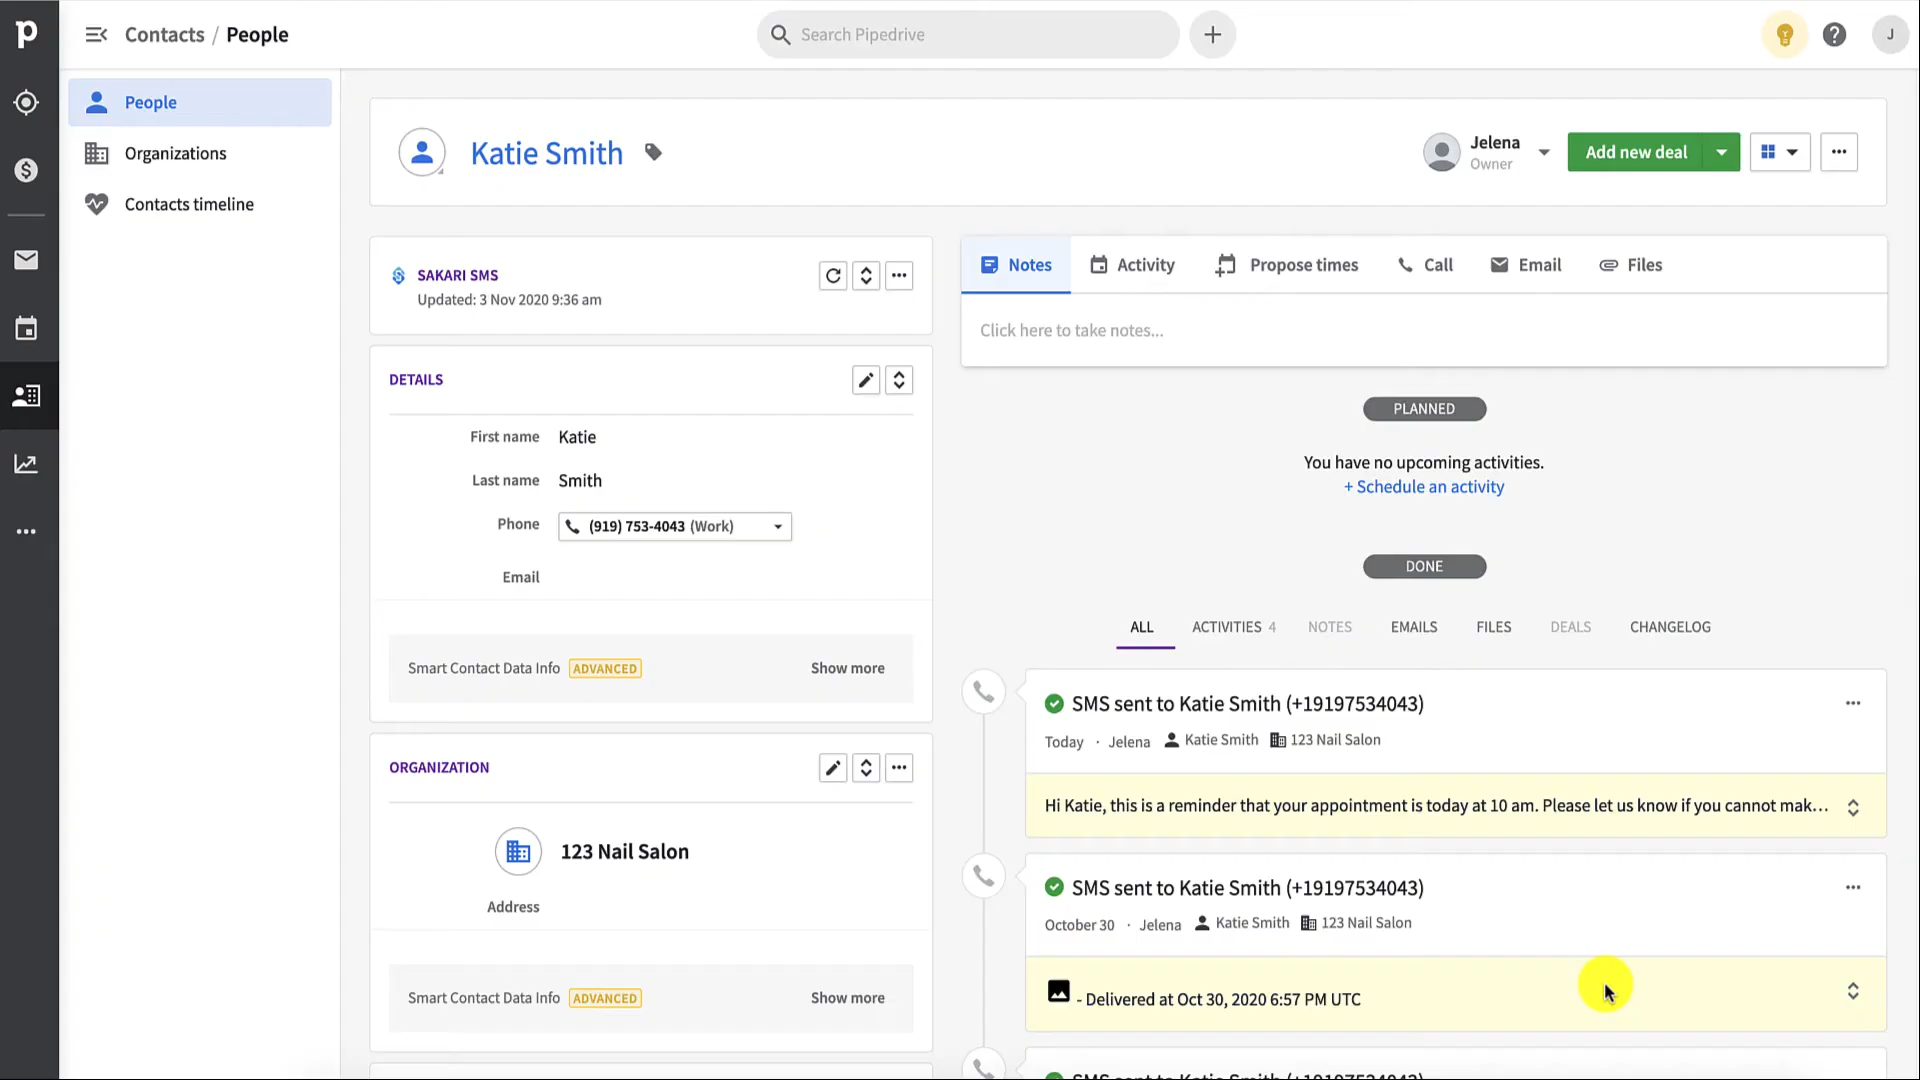 p
Contacts / People
Search Pipedrive
J
People
Organizations
Contacts timeline
Katie Smith
Jelena
Owner
Add new deal
SAKARI SMS
Updated: 3 Nov 2020 9:36 am
DETAILS
First name Katie
Last name Smith
Phone (919) 753-4043 (Work)
Email
Smart Contact Data Info ADVANCED Show more
ORGANIZATION
123 Nail Salon
Address
Smart Contact Data Info ADVANCED Show more
Notes Activity Propose times Call Email Files
Click here to take notes...
PLANNED
You have no upcoming activities.
+ Schedule an activity
DONE
ALL ACTIVITIES 4 NOTES EMAILS FILES DEALS CHANGELOG
SMS sent to Katie Smith (+19197534043)
Today · Jelena Katie Smith 123 Nail Salon
Hi Katie, this is a reminder that your appointment is today at 10 am. Please let us know if you cannot mak...
SMS sent to Katie Smith (+19197534043)
October 30 · Jelena Katie Smith 123 Nail Salon
- Delivered at Oct 30, 2020 6:57 PM UTC
SMS sent to Katie Smith (+19197534043)